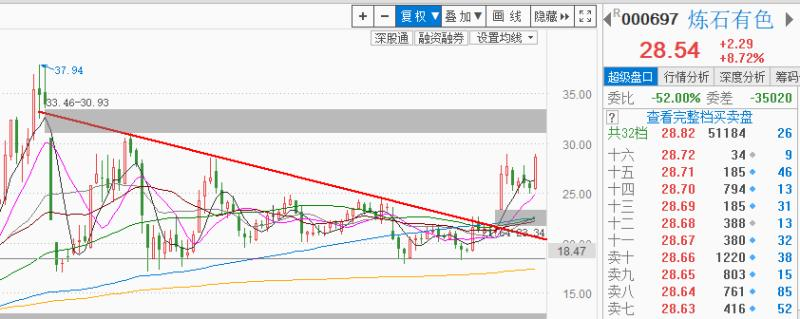 + - 复权▼ 叠加▼ 画线 隐藏
深股通 融资融券 设置均线
R 000697 炼石有色
28.54 +2.29
+8.72%
超级盘口 行情分析 深度分析 筹码
委比 -52.00% 委差 -35020
? 查看完整档买卖盘
共32档 28.82 51184 26
十六 28.72 34 9
十五 28.71 185 46
十四 28.70 794 13
十三 28.69 185 31
十二 28.68 388 13
十一 28.67 380 32
卖十 28.66 1220 38
卖九 28.65 803 15
卖八 28.64 761 85
卖七 28.63 416 52
37.94
33.46-30.93
35.00
30.00
25.00
20.00
18.47
15.00